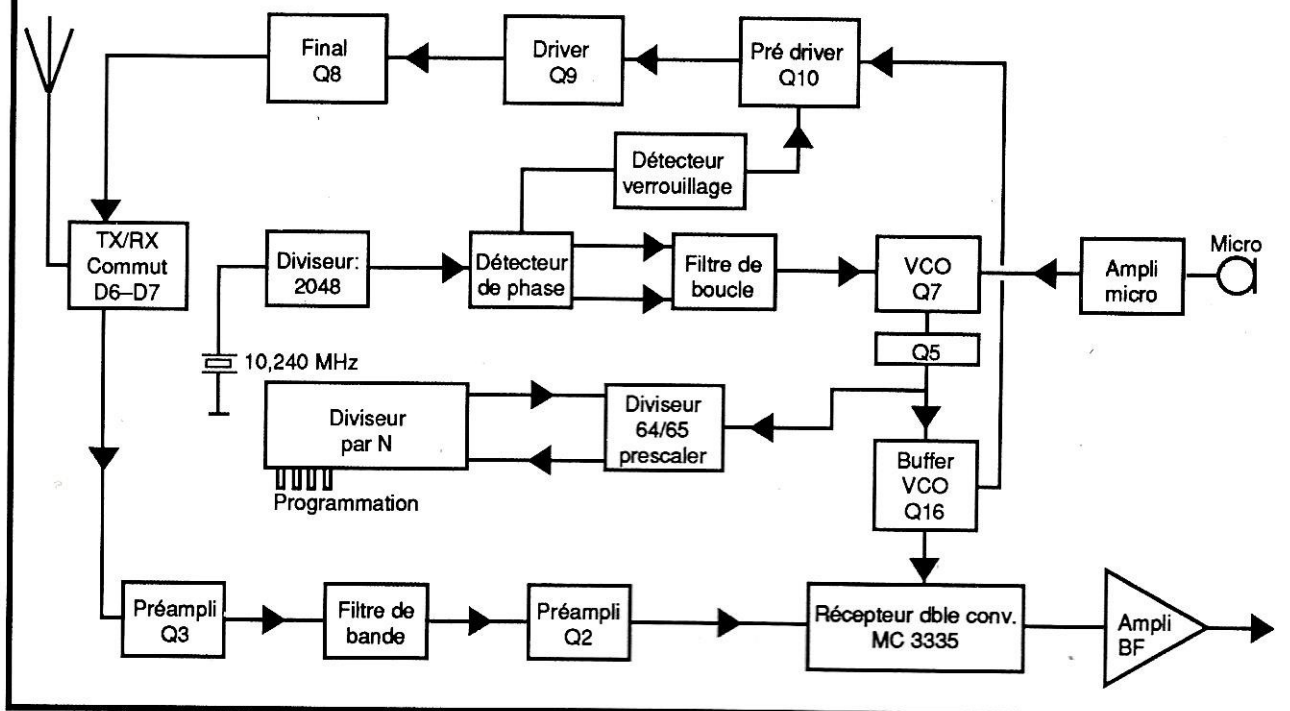 Final
Q8
Driver
Q9
Pré driver
Q10
Détecteur
verrouillage
TX/RX
Commut
D6–D7
Diviseur:
2048
Détecteur
de phase
Filtre de
boucle
VCO
Q7
Ampli
micro
Micro
Q5
10,240 MHz
Diviseur
par N
Programmation
Diviseur
64/65
prescaler
Buffer
VCO
Q16
Préampli
Q3
Filtre de
bande
Préampli
Q2
Récepteur dble conv.
MC 3335
Ampli
BF